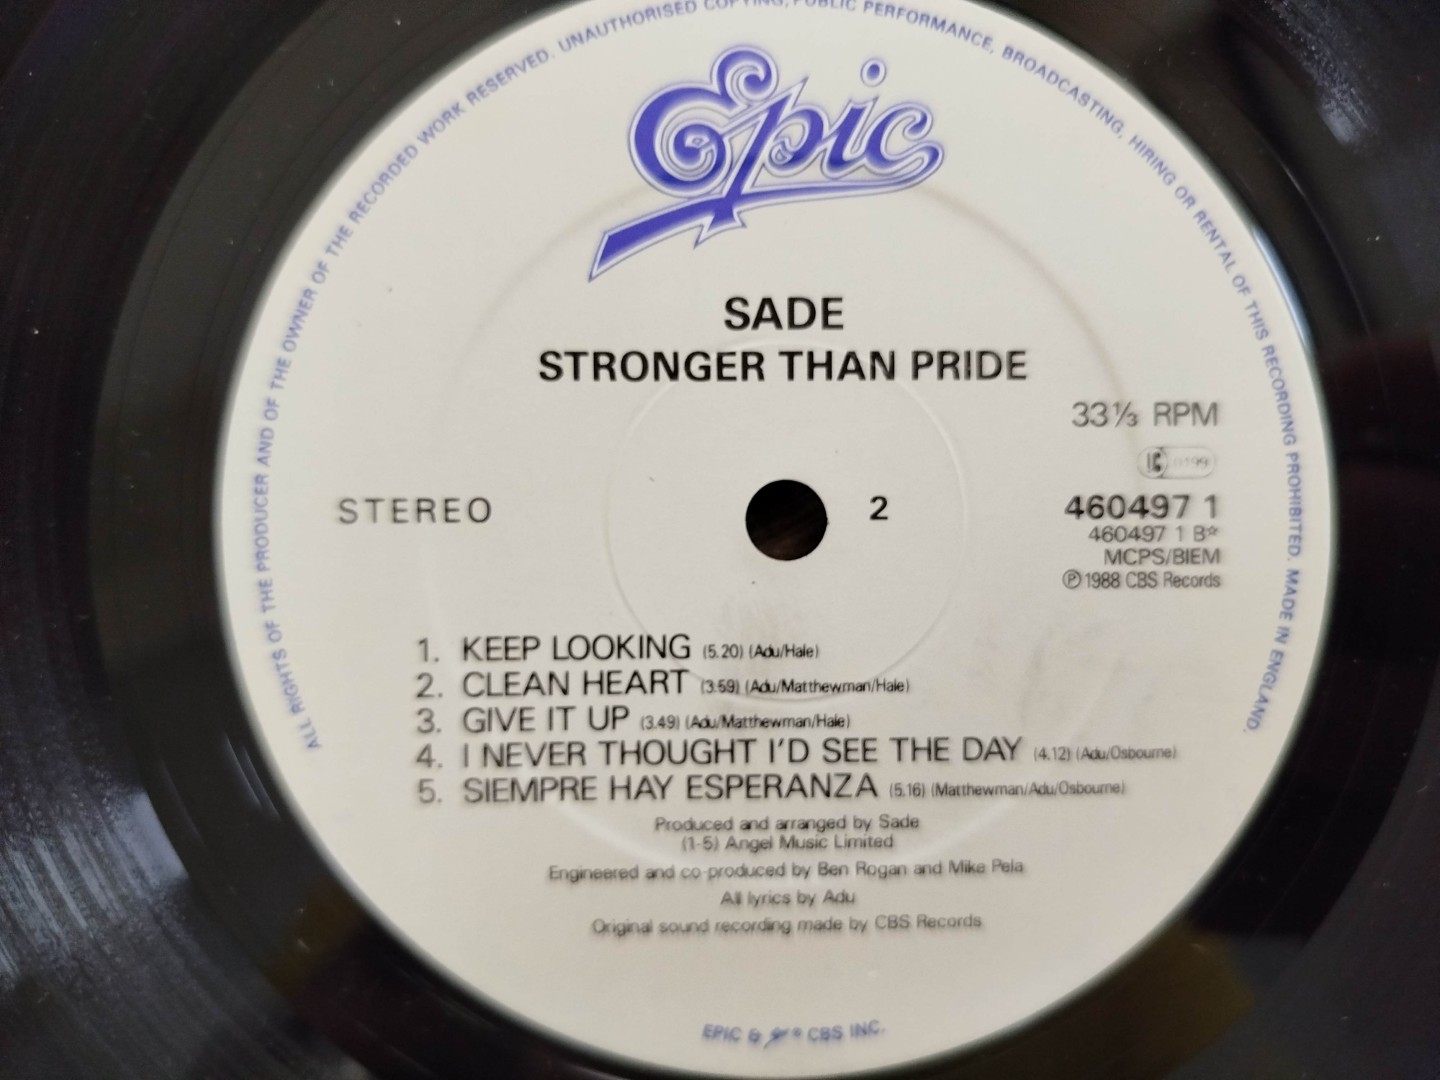 ALL RIGHTS OF THE PRODUCER AND OF THE OWNER OF THE RECORDED WORK RESERVED. UNAUTHORISED COPYING, PUBLIC PERFORMANCE, BROADCASTING, HIRING OR RENTAL OF THIS RECORDING PROHIBITED. MADE IN ENGLAND.
Epic
SADE
STRONGER THAN PRIDE
33⅓ RPM
LC 0199
STEREO
2
460497 1
460497 1 B☆
MCPS/BIEM
Ⓟ 1988 CBS Records
1. KEEP LOOKING (5.20) (Adu/Hale)
2. CLEAN HEART (3.59) (Adu/Matthewman/Hale)
3. GIVE IT UP (3.49) (Adu/Matthewman/Hale)
4. I NEVER THOUGHT I'D SEE THE DAY (4.12) (Adu/Osbourne)
5. SIEMPRE HAY ESPERANZA (5.16) (Matthewman/Adu/Osbourne)
Produced and arranged by Sade
(1-5) Angel Music Limited
Engineered and co-produced by Ben Rogan and Mike Pela
All lyrics by Adu
Original sound recording made by CBS Records
EPIC & CBS INC.